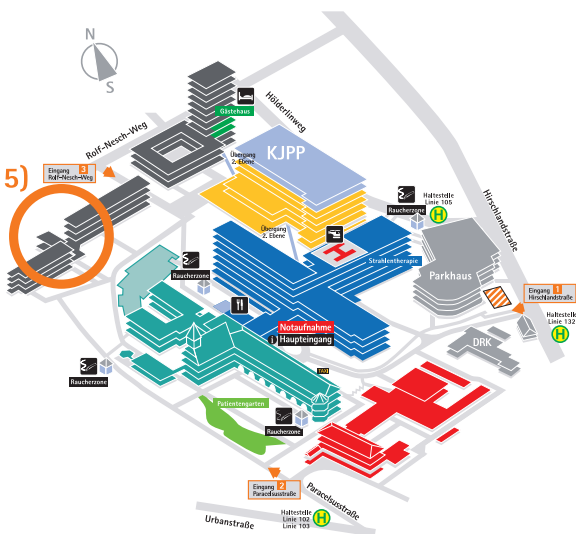 N
S
Hölderlinweg
Gästehaus
Rolf-Nesch-Weg
KJPP
Übergang
2. Ebene
5)
Eingang 3
Rolf-Nesch-Weg
Raucherzone
Haltestelle
Linie 105
H
Hirschlandstraße
Übergang
2. Ebene
H
Strahlentherapie
Parkhaus
Raucherzone
Eingang 1
Hirschlandstraße
Notaufnahme
i Haupteingang
DRK
Haltestelle
Linie 132
H
TAXI
Raucherzone
Patientengarten
Raucherzone
Eingang 2
Paracelsusstraße
Paracelsusstraße
Urbanstraße
Haltestelle
Linie 102
Linie 103
H